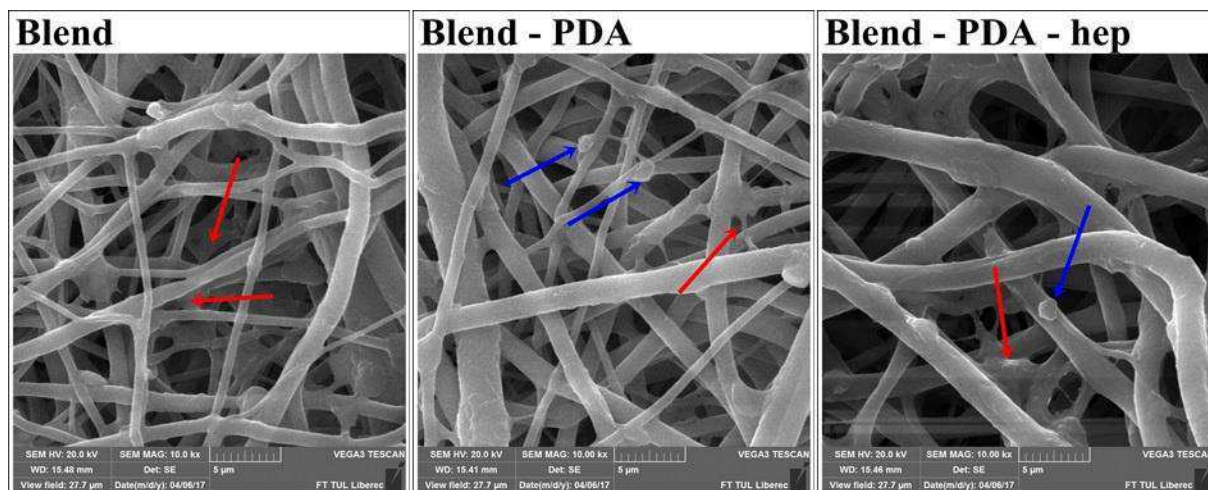 Blend
SEM HV: 20.0 kV SEM MAG: 10.0 kx VEGA3 TESCAN
WD: 15.48 mm Det: SE 5 µm
View field: 27.7 µm Date(m/d/y): 04/06/17 FT TUL Liberec
Blend - PDA
SEM HV: 20.0 kV SEM MAG: 10.00 kx VEGA3 TESCAN
WD: 15.41 mm Det: SE 5 µm
View field: 27.7 µm Date(m/d/y): 04/06/17 FT TUL Liberec
Blend - PDA - hep
SEM HV: 20.0 kV SEM MAG: 10.00 kx VEGA3 TESCAN
WD: 15.46 mm Det: SE 5 µm
View field: 27.7 µm Date(m/d/y): 04/06/17 FT TUL Liberec